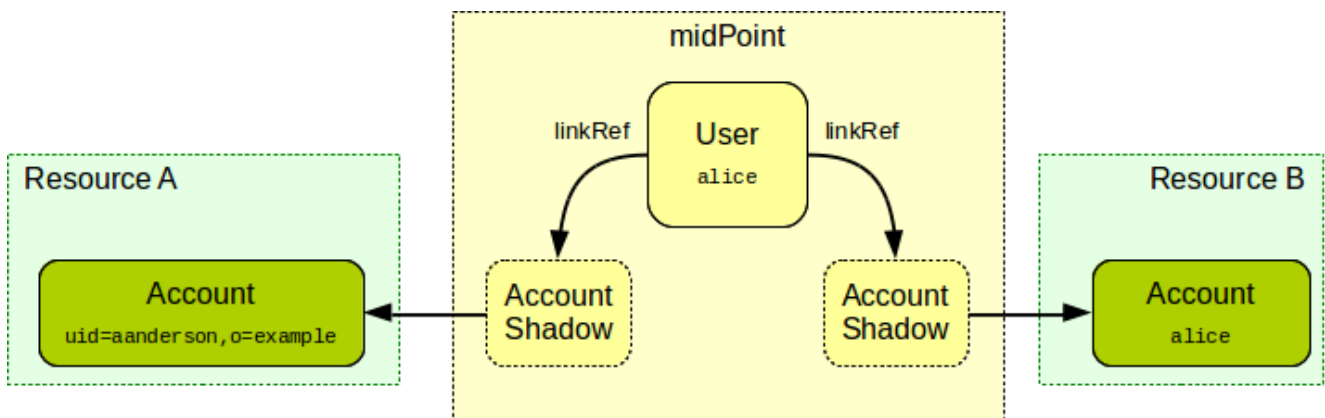 midPoint
linkRef
User
linkRef
alice
Resource A
Resource B
Account
uid=aanderson,o=example
Account
Shadow
Account
Shadow
Account
alice